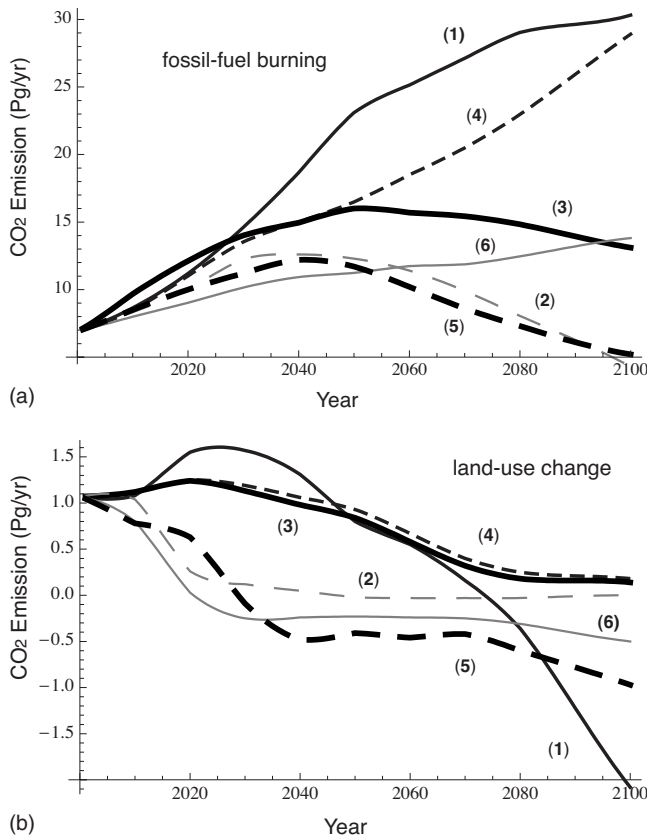 30
(1)
fossil-fuel burning
25
(4)
CO2 Emission (Pg/yr)
20
(3)
15
(6)
10
(2)
(5)
2020 2040 2060 2080 2100
(a)
Year
1.5
land-use change
1.0
(4)
(3)
0.5
(2)
CO2 Emission (Pg/yr)
0.0
(6)
−0.5
(5)
−1.0
−1.5
(1)
2020 2040 2060 2080 2100
(b)
Year